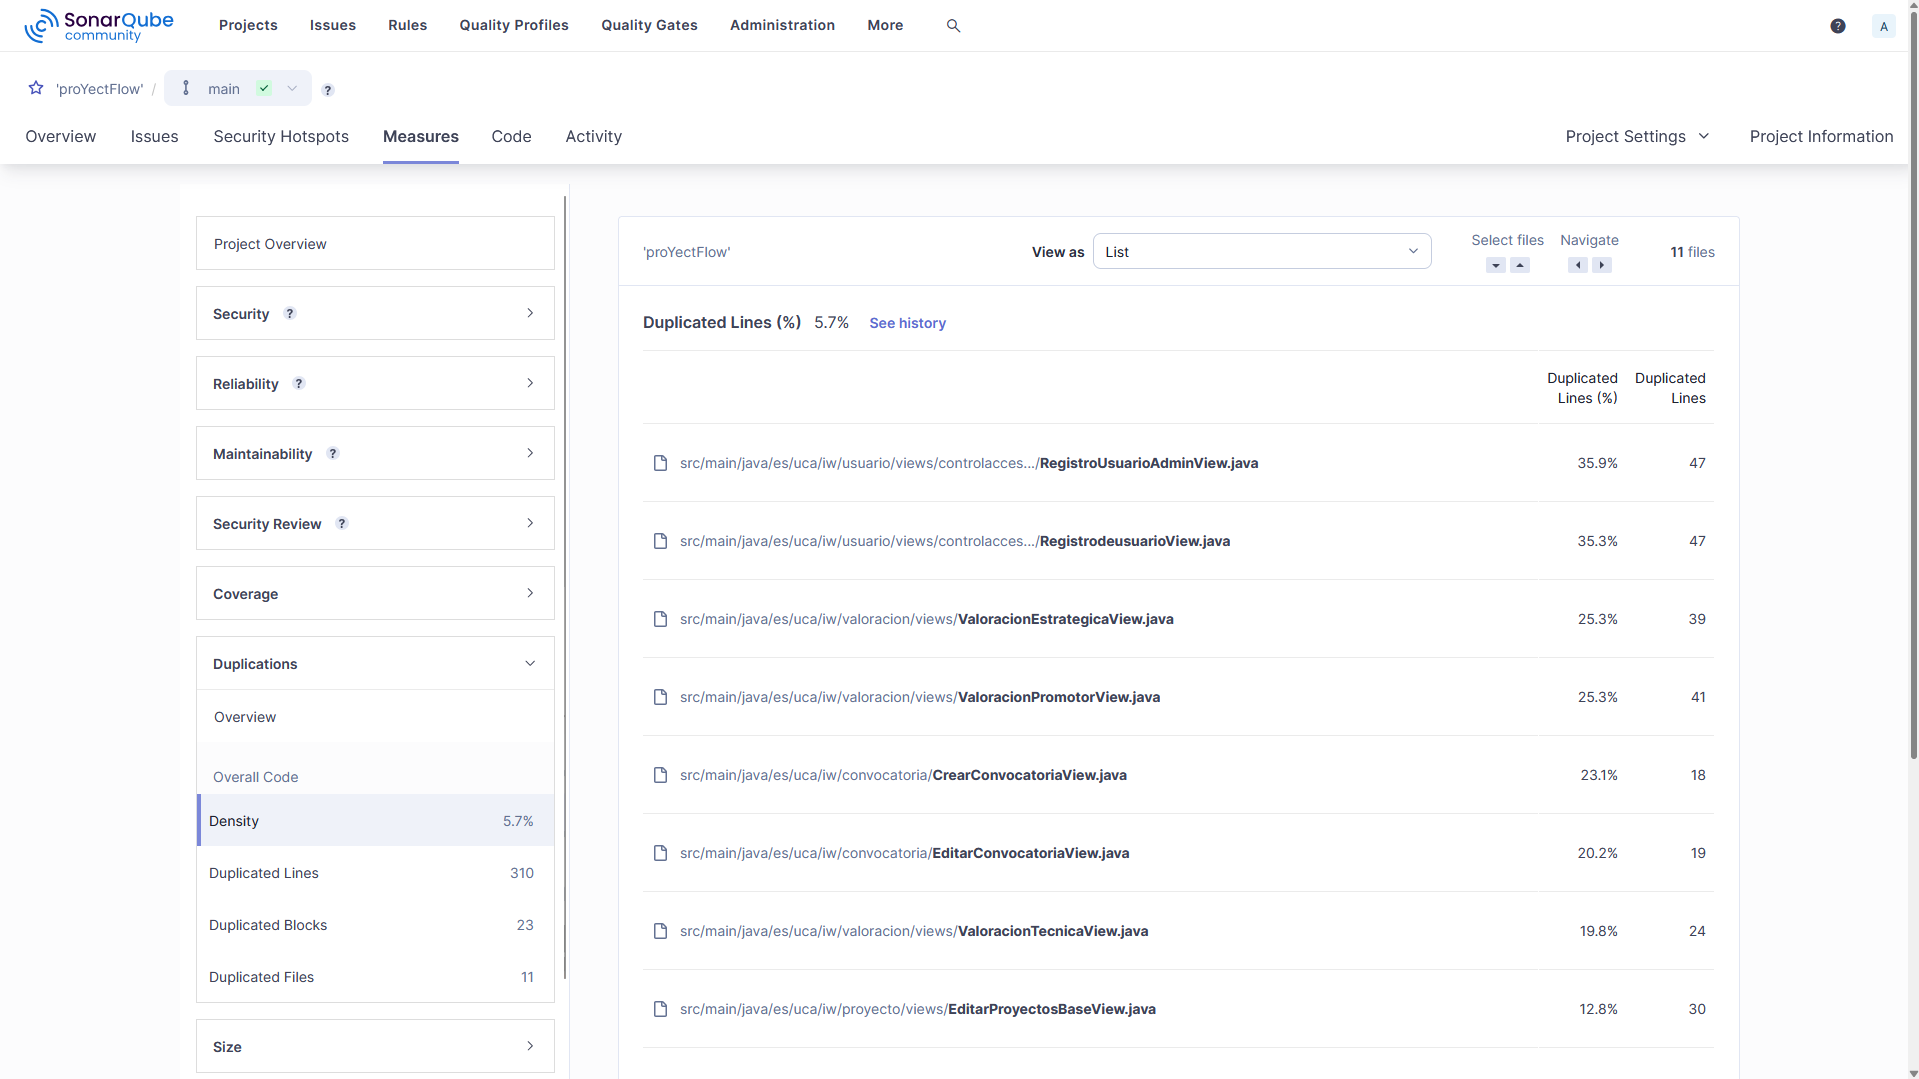 SonarQube community
Projects Issues Rules Quality Profiles Quality Gates Administration More ? A
'proYectFlow' / main ?
Overview Issues Security Hotspots Measures Code Activity Project Settings Project Information
Project Overview
Security ?
Reliability ?
Maintainability ?
Security Review ?
Coverage
Duplications
Overview
Overall Code
Density 5.7%
Duplicated Lines 310
Duplicated Blocks 23
Duplicated Files 11
Size
'proYectFlow' View as List Select files Navigate 11 files
Duplicated Lines (%) 5.7% See history
Duplicated Lines (%) Duplicated Lines
src/main/java/es/uca/iw/usuario/views/controlacces.../RegistroUsuarioAdminView.java 35.9% 47
src/main/java/es/uca/iw/usuario/views/controlacces.../RegistrodeusuarioView.java 35.3% 47
src/main/java/es/uca/iw/valoracion/views/ValoracionEstrategicaView.java 25.3% 39
src/main/java/es/uca/iw/valoracion/views/ValoracionPromotorView.java 25.3% 41
src/main/java/es/uca/iw/convocatoria/CrearConvocatoriaView.java 23.1% 18
src/main/java/es/uca/iw/convocatoria/EditarConvocatoriaView.java 20.2% 19
src/main/java/es/uca/iw/valoracion/views/ValoracionTecnicaView.java 19.8% 24
src/main/java/es/uca/iw/proyecto/views/EditarProyectosBaseView.java 12.8% 30